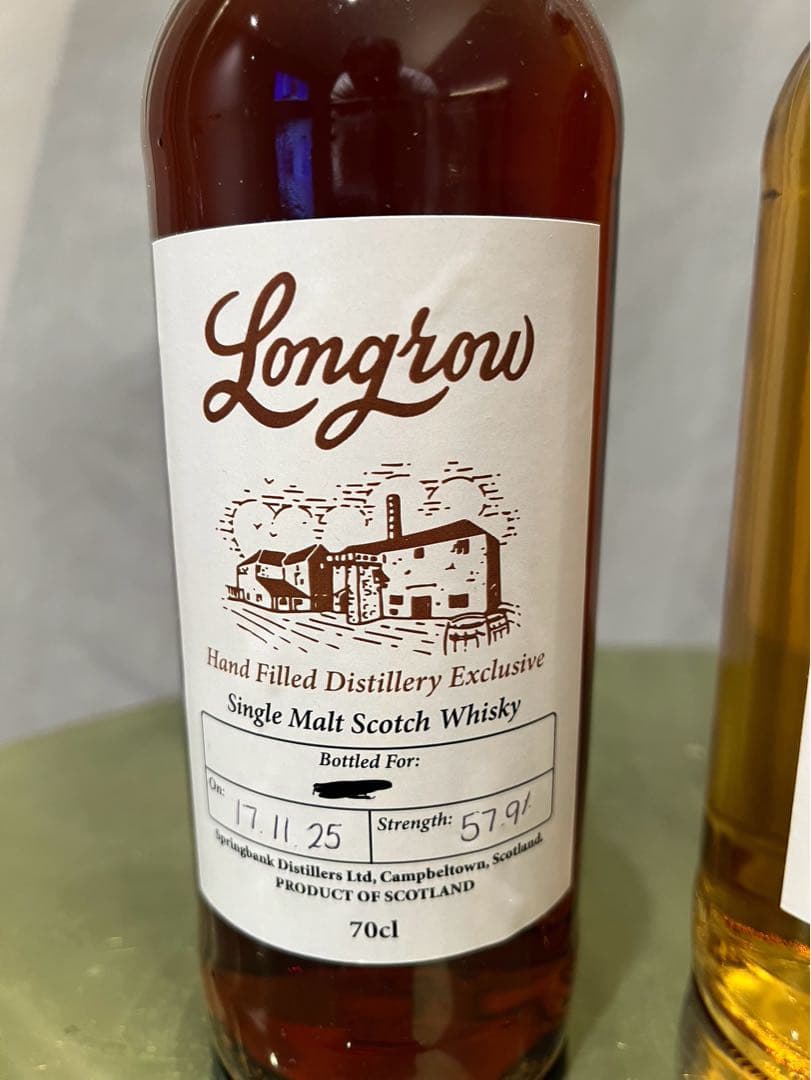 Longrow
Hand Filled Distillery Exclusive
Single Malt Scotch Whisky
Bottled For:
On: 17.11.25
Strength: 57.9%
Springbank Distillers Ltd, Campbeltown, Scotland.
PRODUCT OF SCOTLAND
70cl